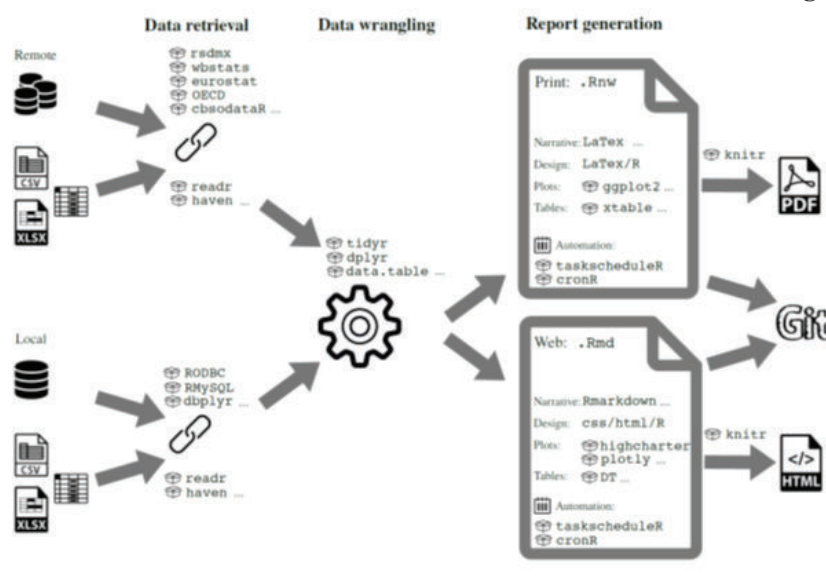 Data retrieval
Data wrangling
Report generation
Remote
rsdmx
wbstats
eurostat
OECD
cbsodataR ...
CSV
XLSX
readr
haven ...
tidyr
dplyr
data.table ...
Local
RODBC
RMySQL
dbplyr ...
CSV
XLSX
readr
haven ...
Print: .Rnw
Narrative: LaTex ...
Design: LaTex/R
Plots: ggplot2 ...
Tables: xtable ...
Automation:
taskscheduleR
cronR
knitr
PDF
Git
Web: .Rmd
Narrative: Rmarkdown ...
Design: css/html/R
Plots: highcharter
plotly ...
Tables: DT ...
Automation:
taskscheduleR
cronR
knitr
</>
HTML